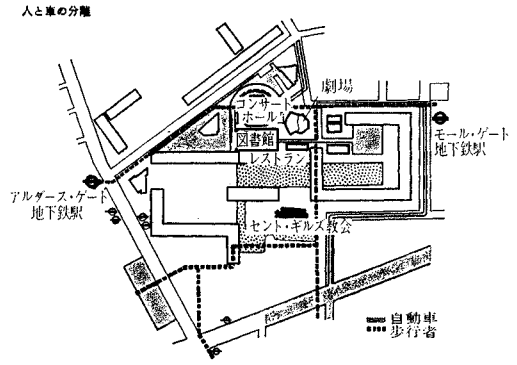 人と車の分離
劇場
コンサート
ホール
図書館
レストラン
モール・ゲート
地下鉄駅
アルダース・ゲート
地下鉄駅
セント・ギルズ教会
自動車
歩行者